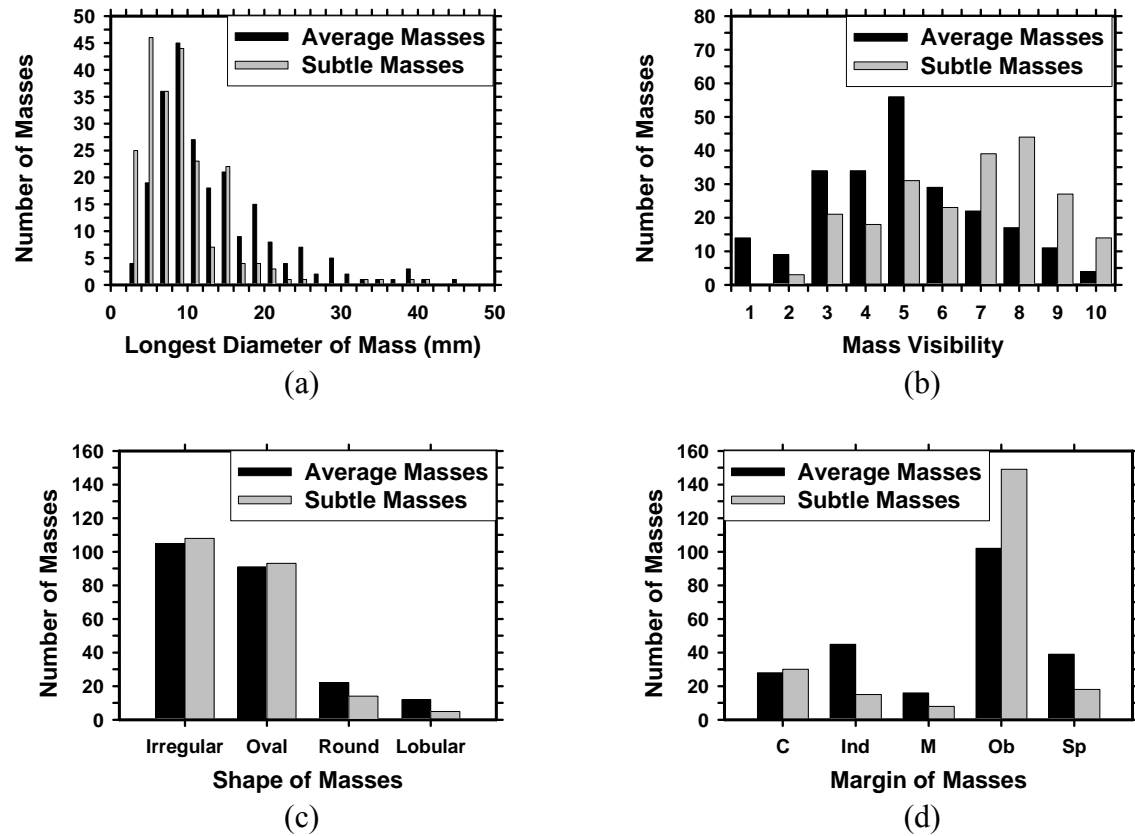 50
45
40
35
30
25
20
15
10
5
0
Number of Masses
Average Masses
Subtle Masses
0 10 20 30 40 50
Longest Diameter of Mass (mm)
(a)
80
70
60
50
40
30
20
10
0
Number of Masses
Average Masses
Subtle Masses
1 2 3 4 5 6 7 8 9 10
Mass Visibility
(b)
160
140
120
100
80
60
40
20
0
Number of Masses
Average Masses
Subtle Masses
Irregular Oval Round Lobular
Shape of Masses
(c)
160
140
120
100
80
60
40
20
0
Number of Masses
Average Masses
Subtle Masses
C Ind M Ob Sp
Margin of Masses
(d)